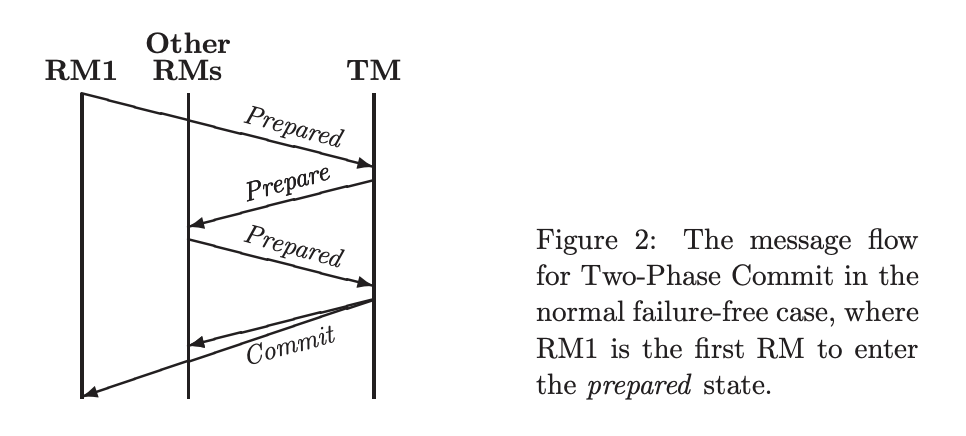 Other
RM1 RMs TM
Prepared
Prepare
Prepared
Commit
Figure 2: The message flow
for Two-Phase Commit in the
normal failure-free case, where
RM1 is the first RM to enter
the prepared state.